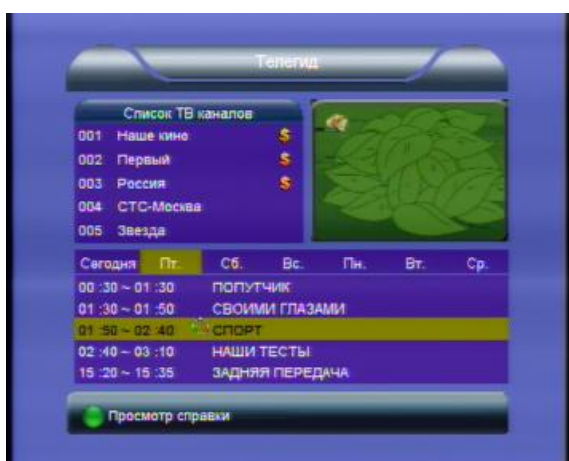 Телегид
Список ТВ каналов
001 Наше кино $
002 Первый $
003 Россия $
004 СТС-Москва
005 Звезда
Сегодня Пт. Сб. Вс. Пн. Вт. Ср.
00 :30 ~ 01 :30 ПОПУТЧИК
01 :30 ~ 01 :50 СВОИМИ ГЛАЗАМИ
01 :50 ~ 02 :40 СПОРТ
02 :40 ~ 03 :10 НАШИ ТЕСТЫ
15 :20 ~ 15 :35 ЗАДНЯЯ ПЕРЕДАЧА
Просмотр справки